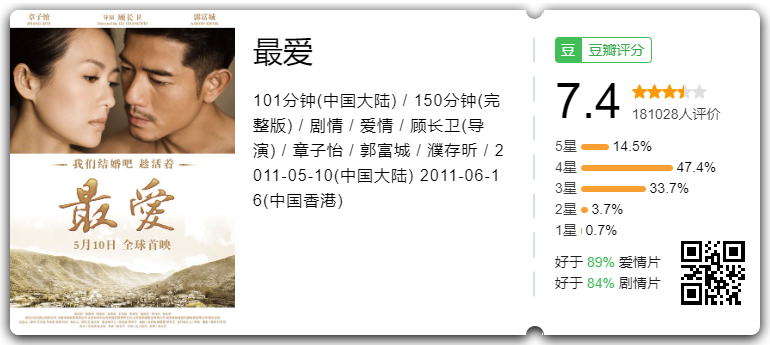 章子怡
导演 顾长卫
郭富城
我们结婚吧 趁活着
最爱
5月10日 全球首映
最爱
101分钟(中国大陆) / 150分钟(完
整版) / 剧情 / 爱情 / 顾长卫(导
演) / 章子怡 / 郭富城 / 濮存昕 / 2
011-05-10(中国大陆) 2011-06-1
6(中国香港)
豆 豆瓣评分
7.4
181028人评价
5星 14.5%
4星 47.4%
3星 33.7%
2星 3.7%
1星 0.7%
好于 89% 爱情片
好于 84% 剧情片